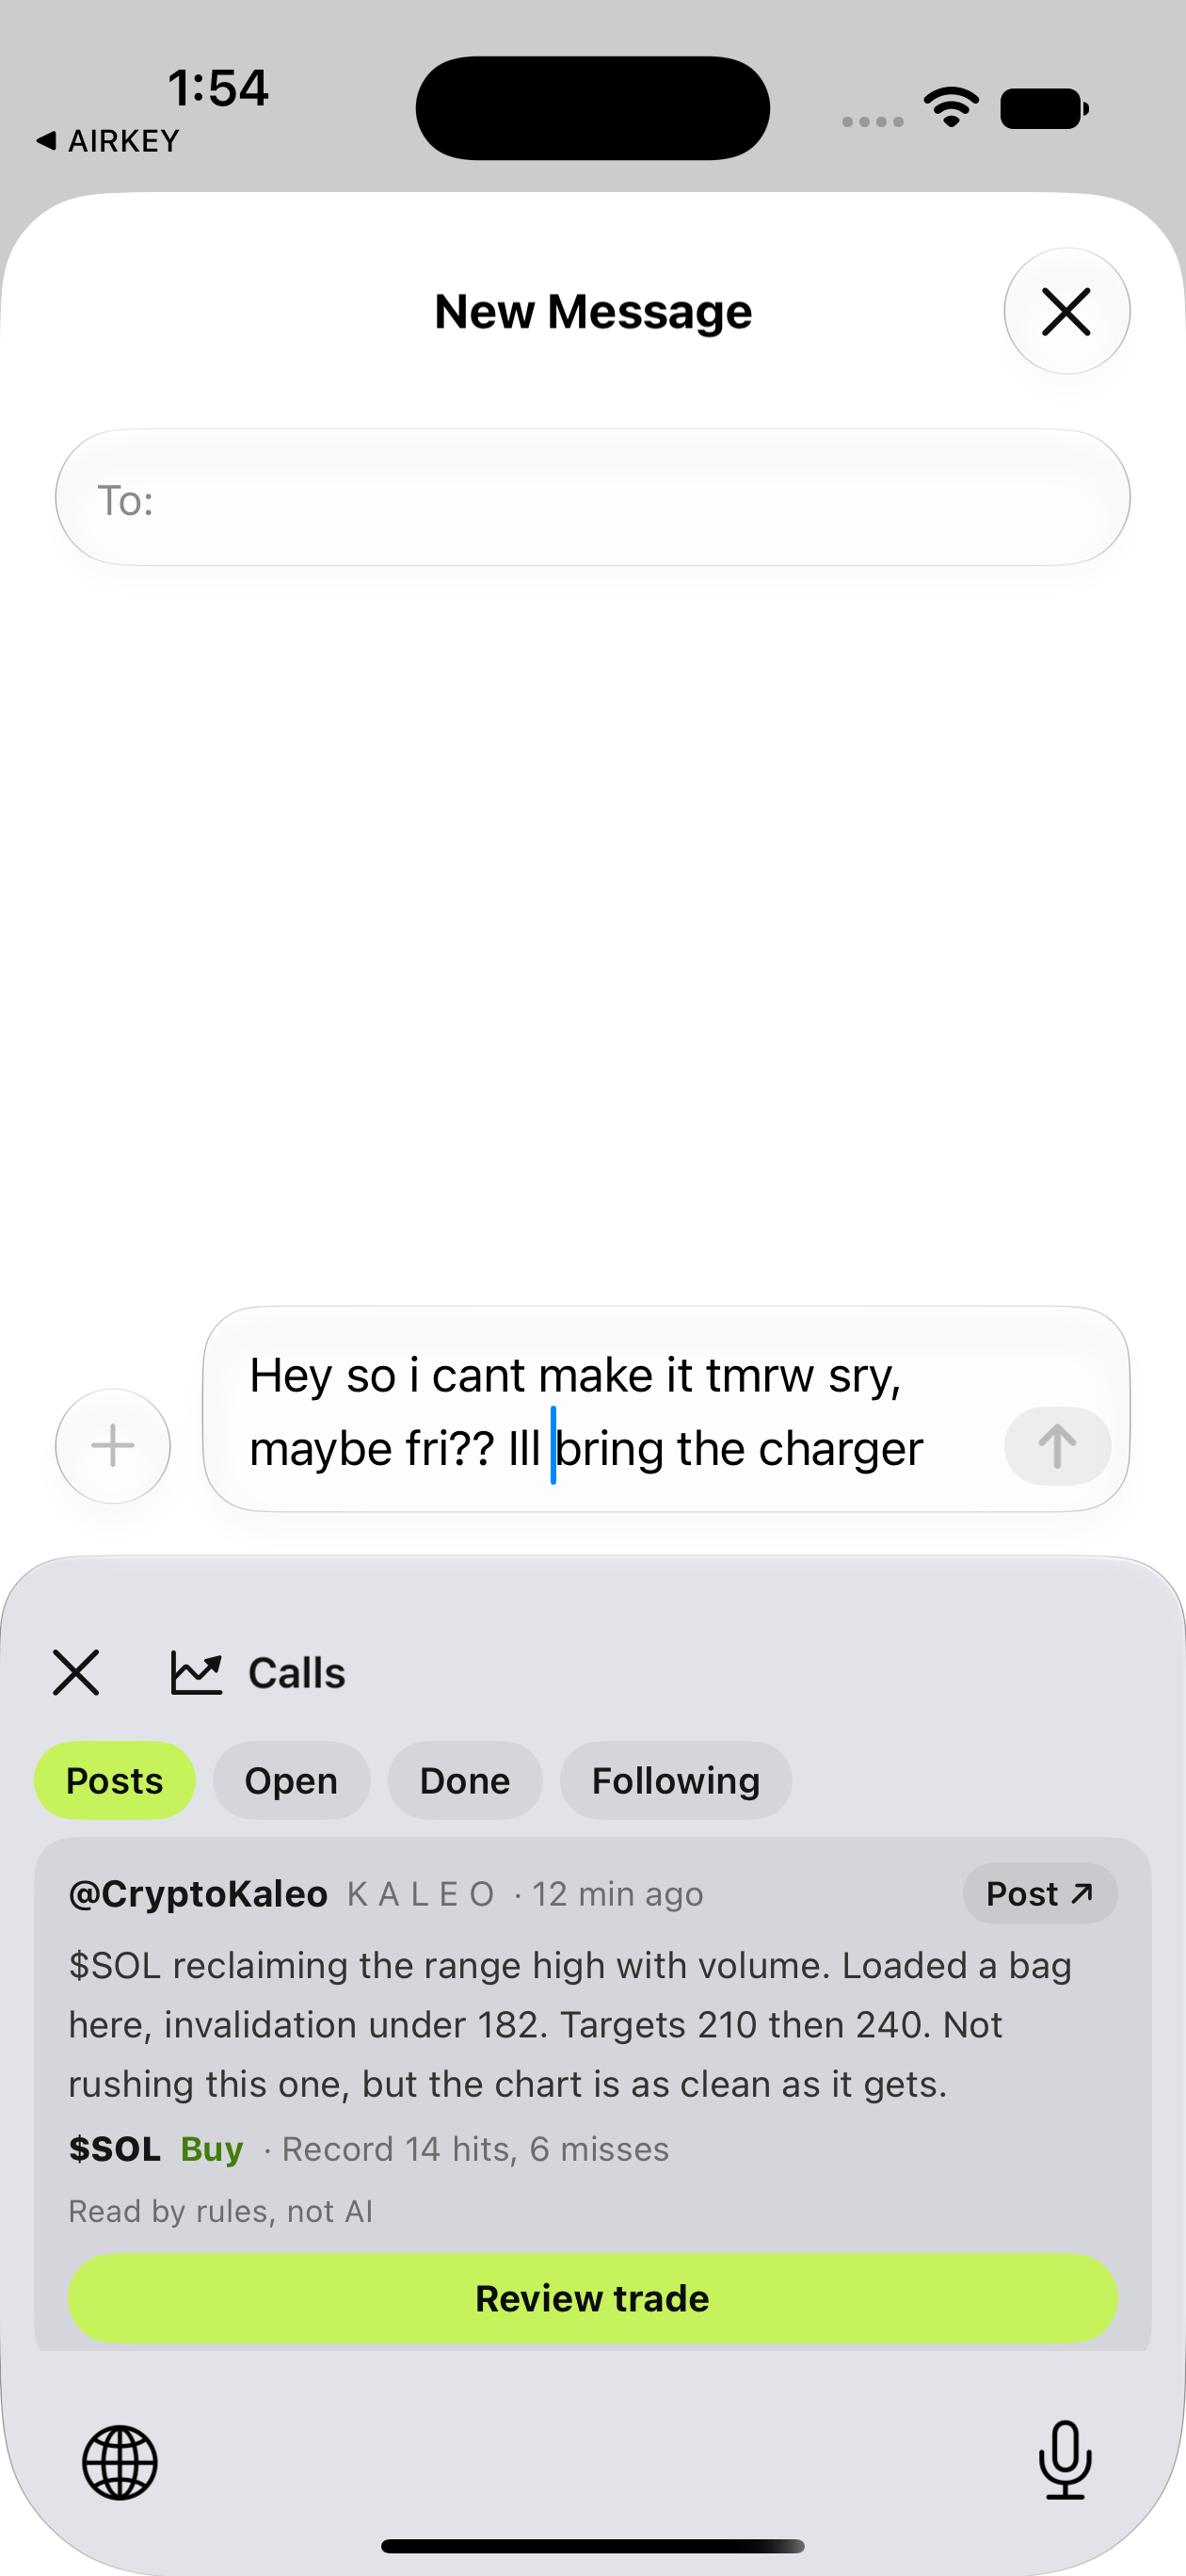 1:54
AIRKEY
New Message
To:
Hey so i cant make it tmrw sry,
maybe fri?? Ill bring the charger
Calls
Posts Open Done Following
@CryptoKaleo K A L E O · 12 min ago Post
$SOL reclaiming the range high with volume. Loaded a bag
here, invalidation under 182. Targets 210 then 240. Not
rushing this one, but the chart is as clean as it gets.
$SOL Buy · Record 14 hits, 6 misses
Read by rules, not AI
Review trade